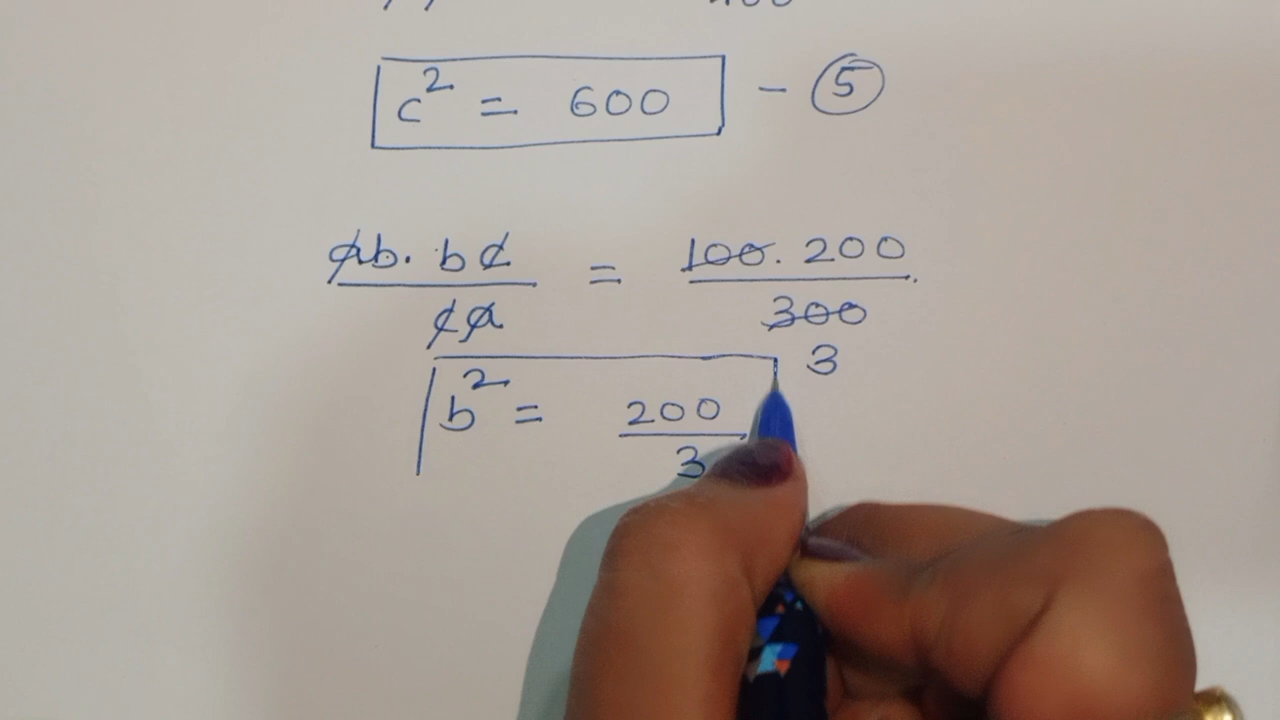 c² = 600 - ⑤
ab. bc = 100. 200
ca 300
3
b² = 200
3